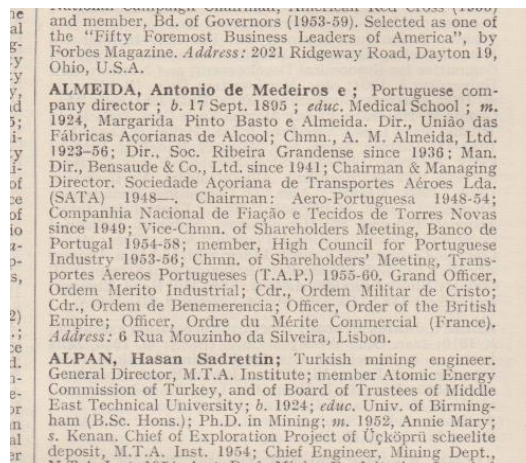 National Campaign Chairman, American Red Cross (1950)
and member, Bd. of Governors (1953-59). Selected as one of
the "Fifty Foremost Business Leaders of America", by
Forbes Magazine. Address: 2021 Ridgeway Road, Dayton 19,
Ohio, U.S.A.
ALMEIDA, Antonio de Medeiros e ; Portuguese com-
pany director ; b. 17 Sept. 1895 ; educ. Medical School ; m.
1924, Margarida Pinto Basto e Almeida. Dir., União das
Fábricas Açorianas de Alcool; Chmn., A. M. Almeida, Ltd.
1923-56; Dir., Soc. Ribeira Grandense since 1936; Man.
Dir., Bensaude & Co., Ltd. since 1941; Chairman & Managing
Director. Sociedade Açoriana de Transportes Aéroes Lda.
(SATA) 1948—. Chairman: Aero-Portuguesa 1948-54;
Companhia Nacional de Fiação e Tecidos de Torres Novas
since 1949; Vice-Chmn. of Shareholders Meeting, Banco de
Portugal 1954-58; member, High Council for Portuguese
Industry 1953-56; Chmn. of Shareholders' Meeting, Trans-
portes Aereos Portugueses (T.A.P.) 1955-60. Grand Officer,
Ordem Merito Industrial; Cdr., Ordem Militar de Cristo;
Cdr., Ordem de Benemerencia; Officer, Order of the British
Empire; Officer, Ordre du Mérite Commercial (France).
Address: 6 Rua Mouzinho da Silveira, Lisbon.
ALPAN, Hasan Sadrettin; Turkish mining engineer.
General Director, M.T.A. Institute; member Atomic Energy
Commission of Turkey, and of Board of Trustees of Middle
East Technical University; b. 1924; educ. Univ. of Birming-
ham (B.Sc. Hons.); Ph.D. in Mining; m. 1952, Annie Mary;
s. Kenan. Chief of Exploration Project of Üçköprü scheelite
deposit, M.T.A. Inst. 1954; Chief Engineer, Mining Dept.,